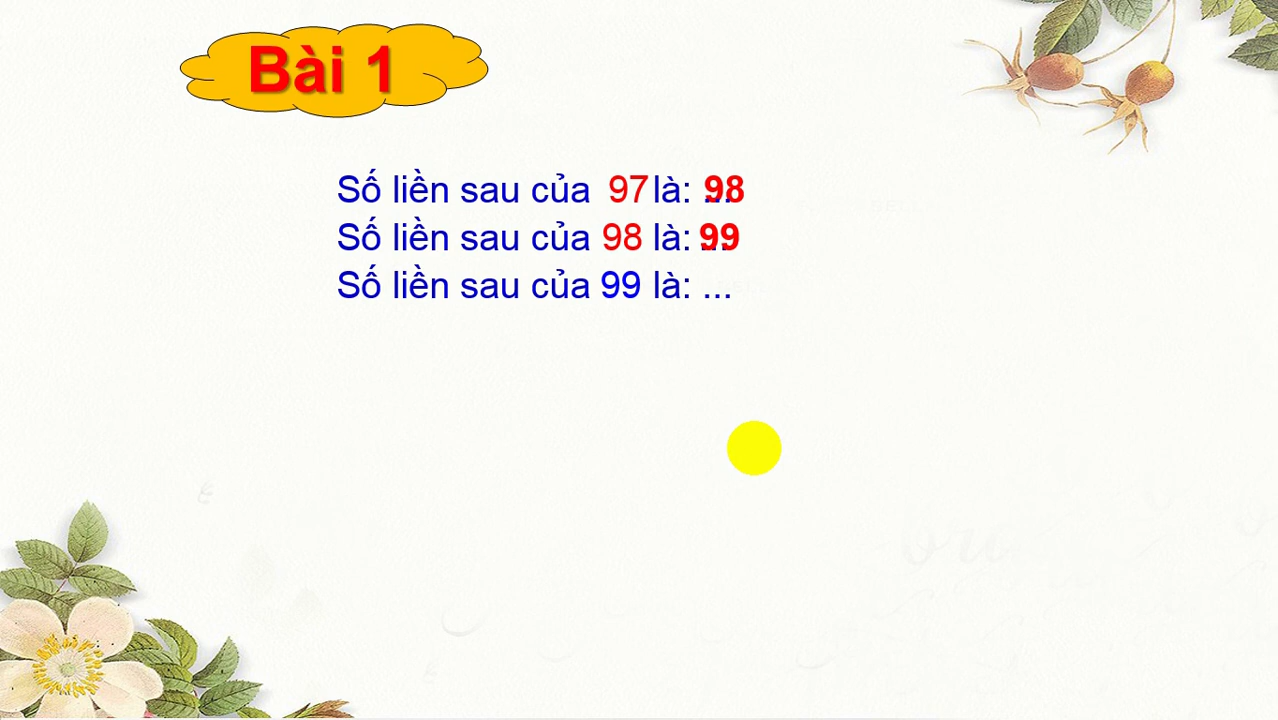 Bài 1
Số liền sau của 97 là: 98
Số liền sau của 98 là: 99
Số liền sau của 99 là: ...